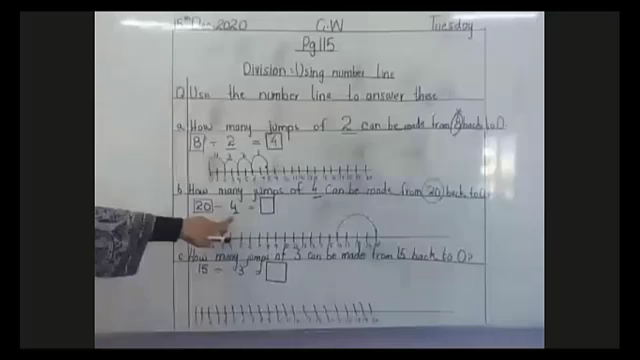 15th Dec 2020 C.W Tuesday
Pg 115
Division: Using number line
Q Use the number line to answer these
a. How many jumps of 2 can be made from 8 back to 0.
8 ÷ 2 = 4
b. How many jumps of 4 can be made from 20 back to 0?
20 ÷ 4 =
c. How many jumps of 3 can be made from 15 back to 0?
15 ÷ 3 =